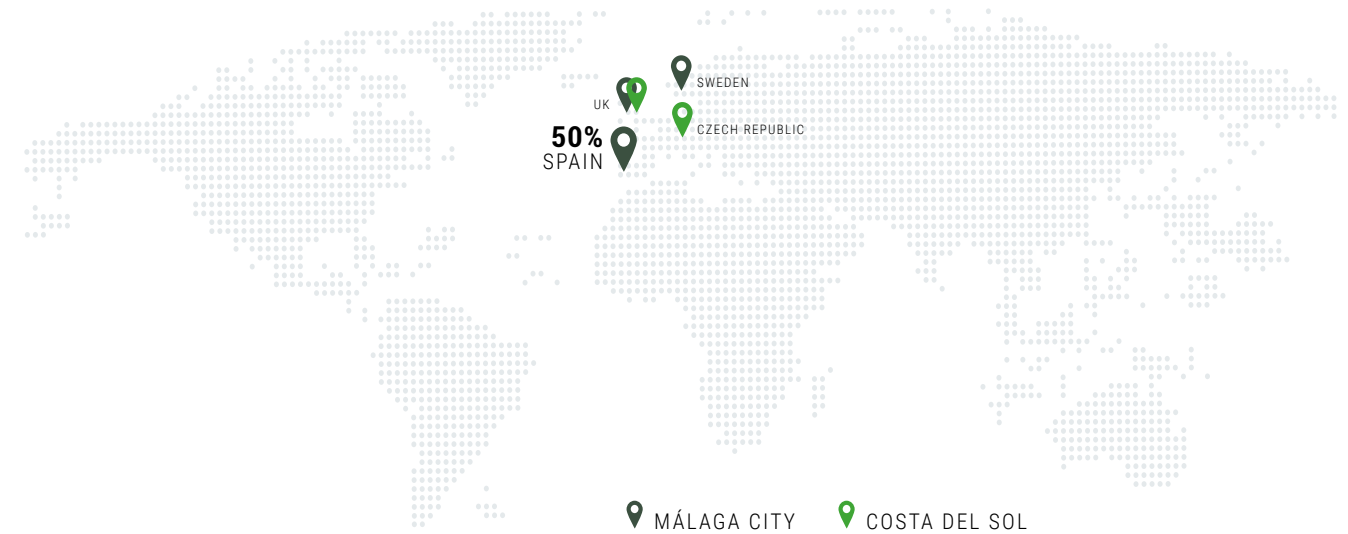 SWEDEN
UK
CZECH REPUBLIC
50%
SPAIN
MÁLAGA CITY
COSTA DEL SOL